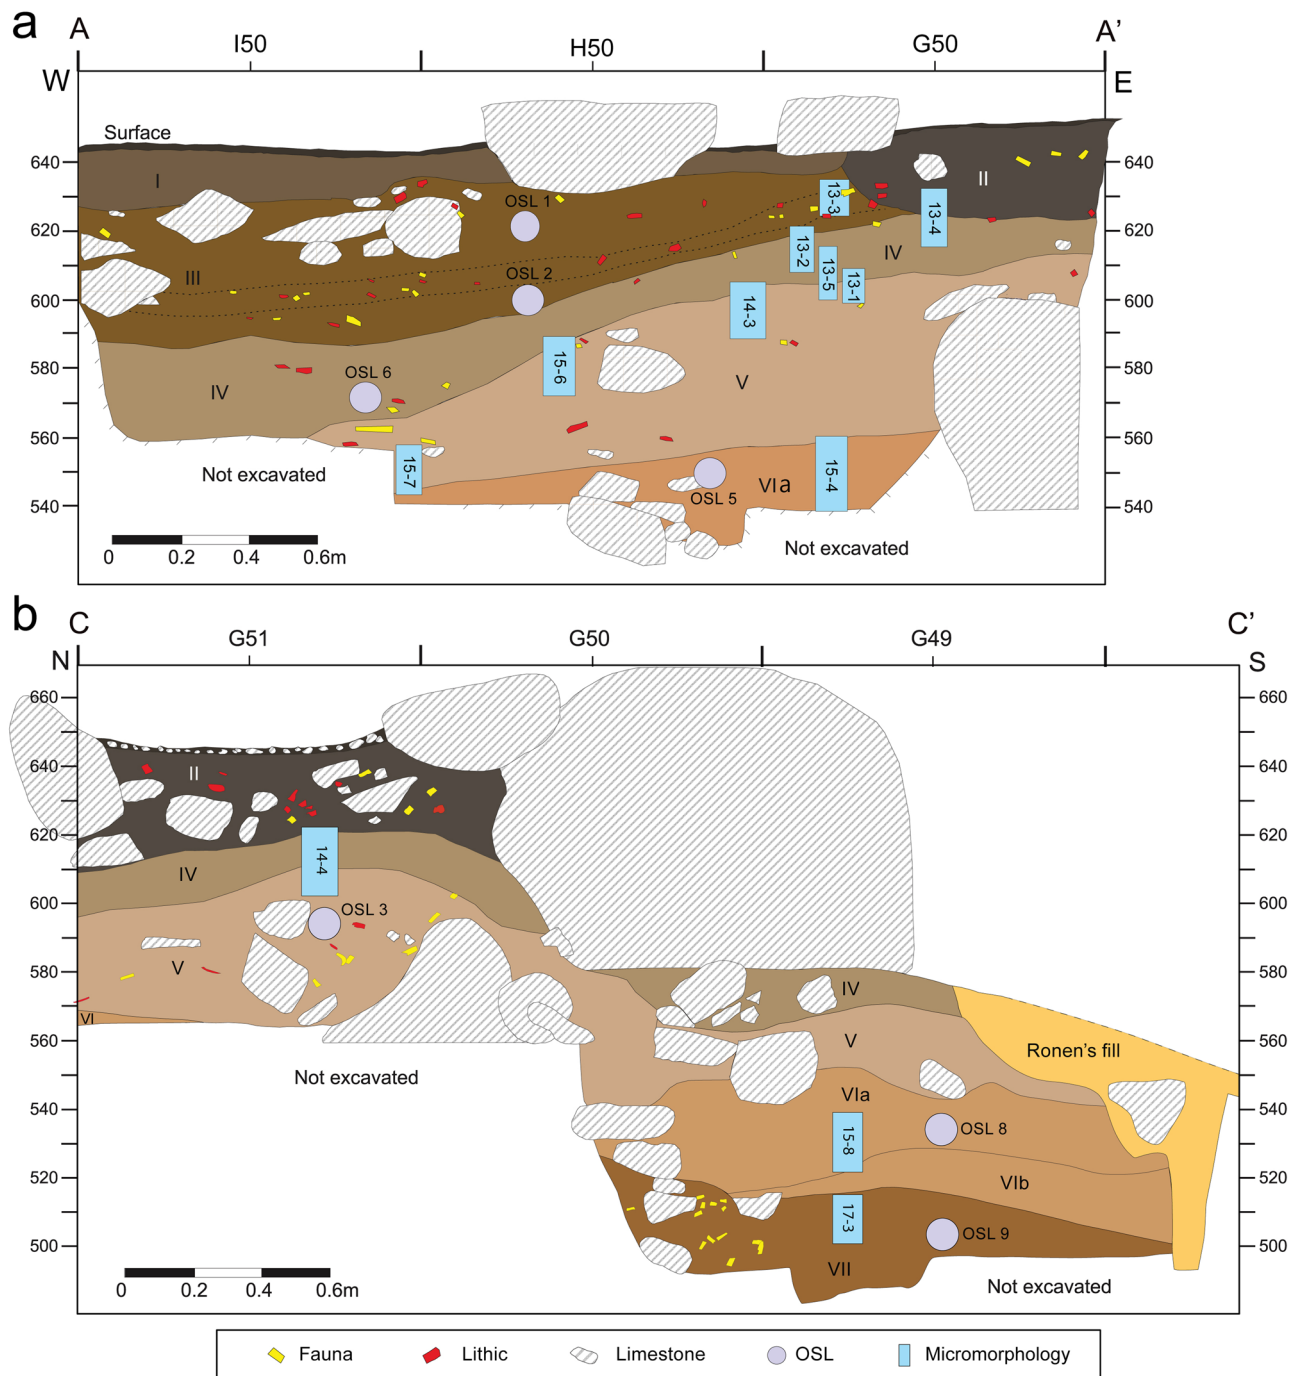 a
A I50 H50 G50 A’
W E
Surface
640 640
620 620
600 600
580 580
560 560
540 540
I
II
III
IV
IV
V
VIa
OSL 1
OSL 2
OSL 6
OSL 5
13-3
13-4
13-2
13-5
13-1
14-3
15-6
15-7
15-4
Not excavated
Not excavated
0 0.2 0.4 0.6m
b
C G51 G50 G49 C’
N S
660 660
640 640
620 620
600 600
580 580
560 560
540 540
520 520
500 500
II
IV
14-4
OSL 3
V
VI
Not excavated
IV
V
Ronen’s fill
VIa
15-8
OSL 8
VIb
17-3
OSL 9
VII
Not excavated
0 0.2 0.4 0.6m
Fauna Lithic Limestone OSL Micromorphology